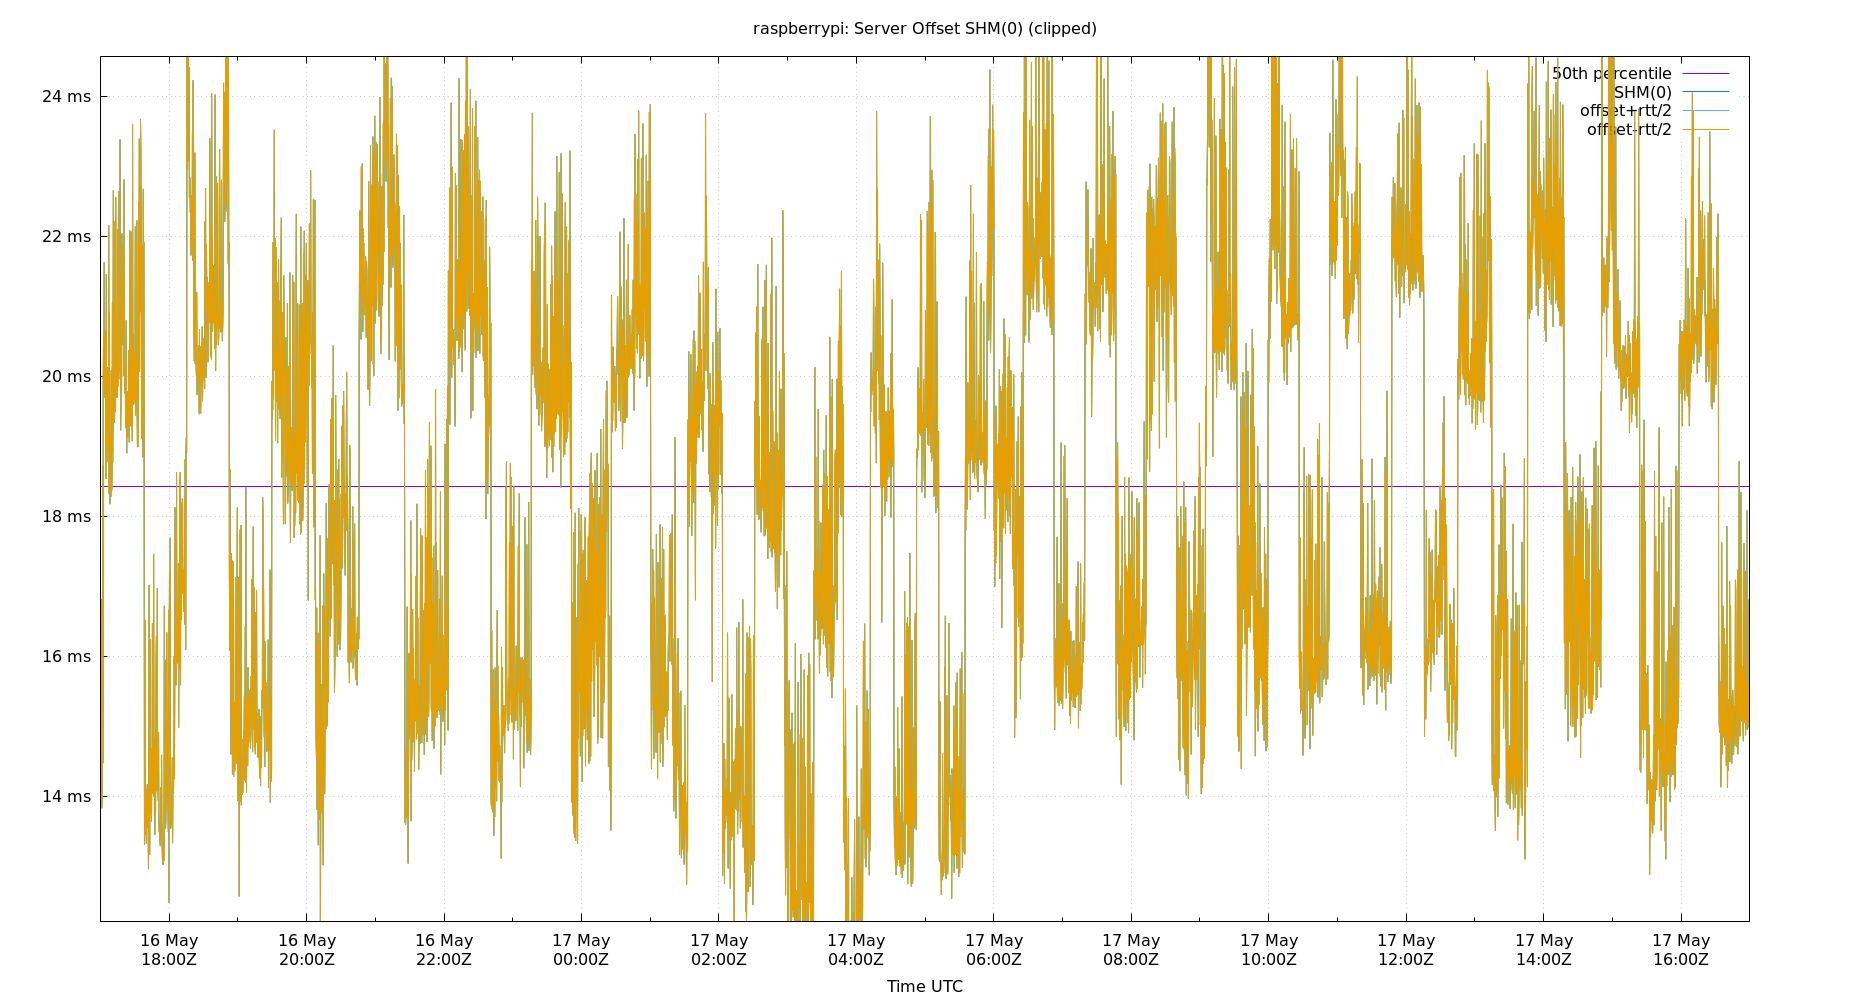 raspberrypi: Server Offset SHM(0) (clipped)
50th percentile
SHM(0)
offset+rtt/2
offset-rtt/2
24 ms
22 ms
20 ms
18 ms
16 ms
14 ms
16 May 16 May 16 May 17 May 17 May 17 May 17 May 17 May 17 May 17 May 17 May 17 May
18:00Z 20:00Z 22:00Z 00:00Z 02:00Z 04:00Z 06:00Z 08:00Z 10:00Z 12:00Z 14:00Z 16:00Z
Time UTC